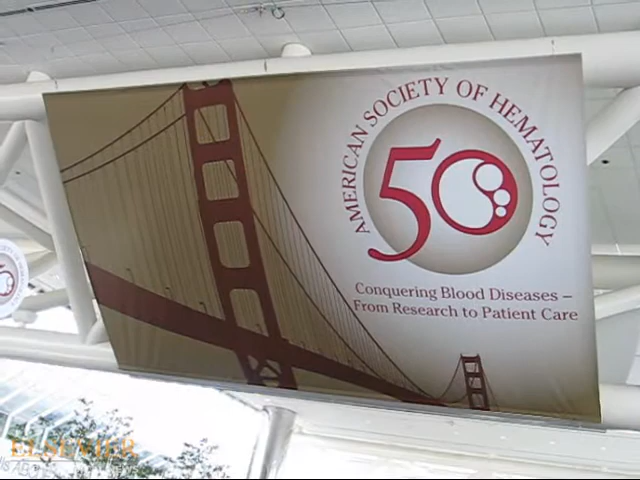 AMERICAN SOCIETY OF HEMATOLOGY
50
Conquering Blood Diseases –
From Research to Patient Care
ELSEVIER